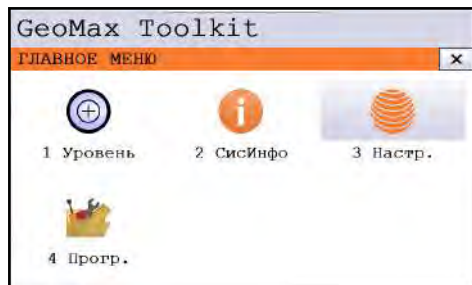 GeoMax Toolkit
ГЛАВНОЕ МЕНЮ
1 Уровень 2 СисИнфо 3 Настр.
4 Прогр.